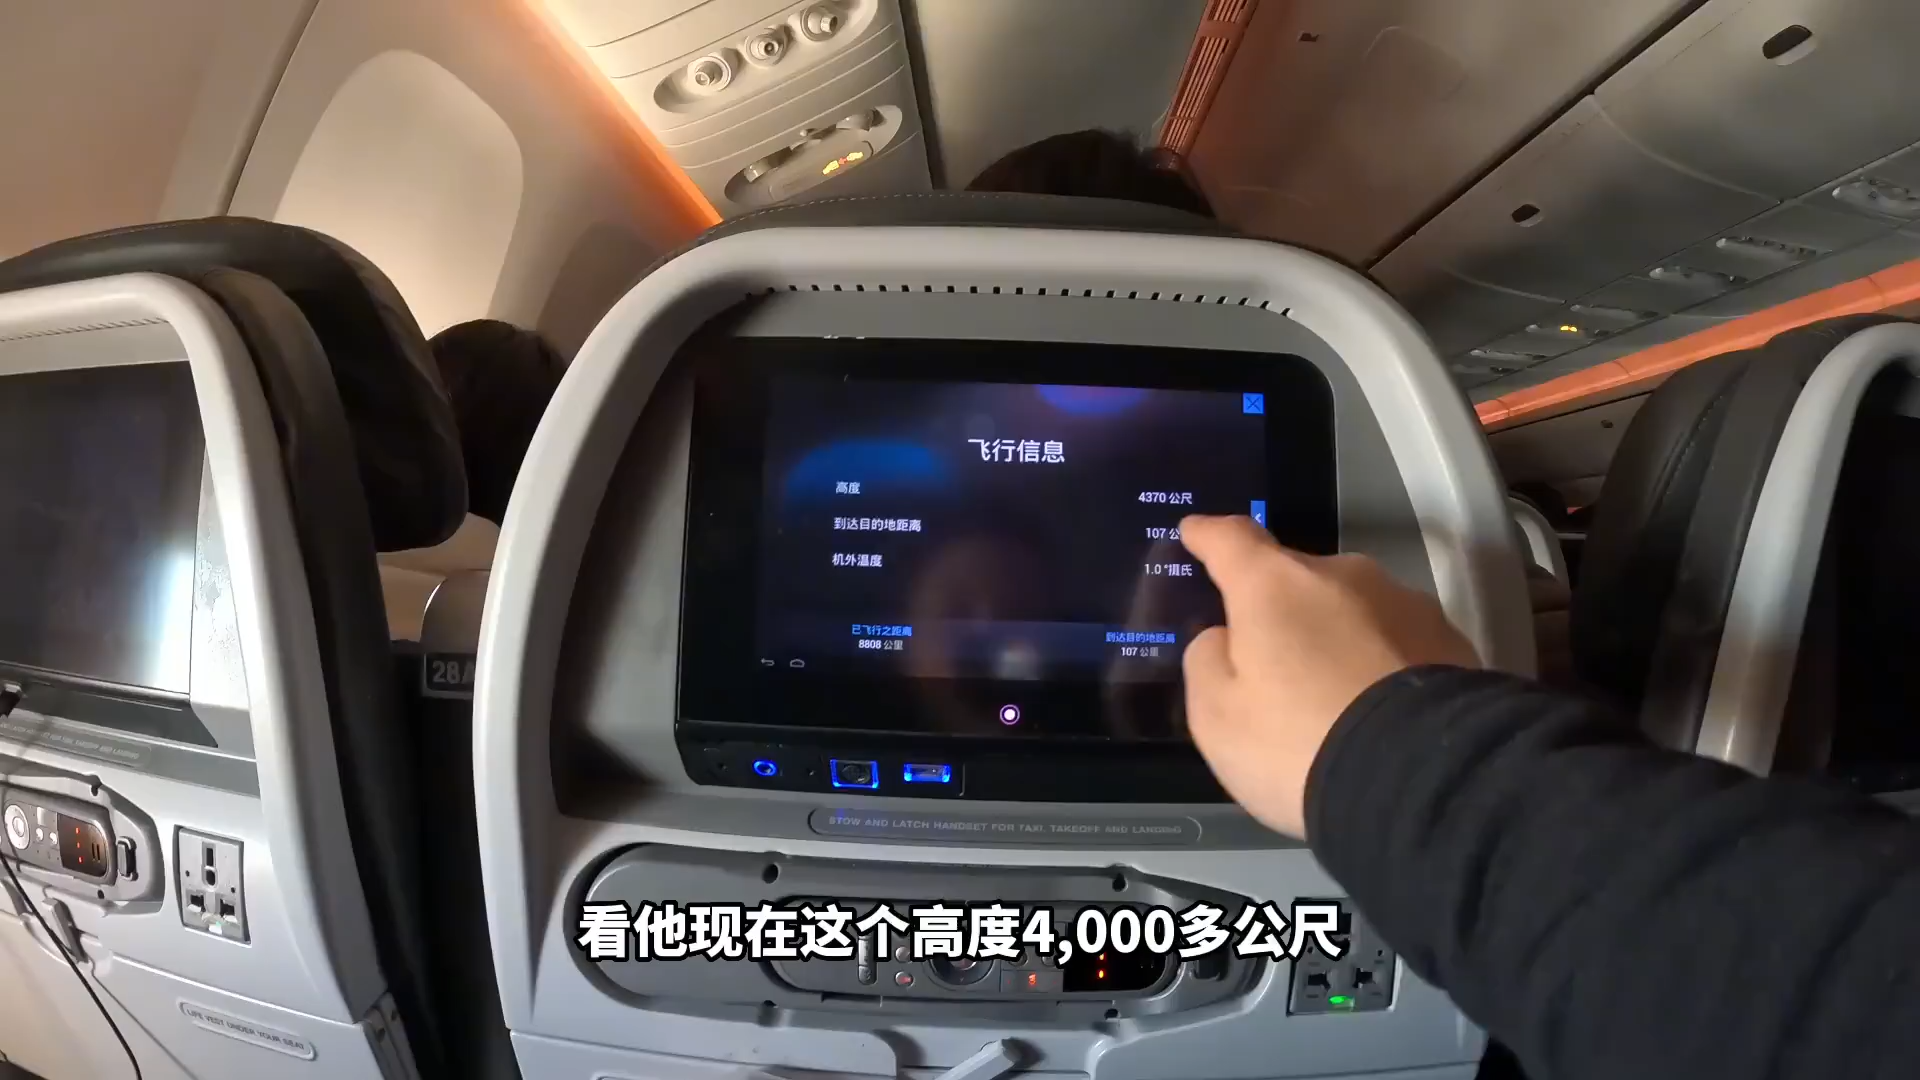 飞行信息
高度
4370 公尺
到达目的地距离
107 公
机外温度
1.0 °摄氏
已飞行之距离
8808 公里
到达目的地距离
107 公里
28A
STOW AND LATCH HANDSET FOR TAXI, TAKEOFF AND LANDING
看他现在这个高度4,000多公尺
LIFE VEST UNDER YOUR SEAT